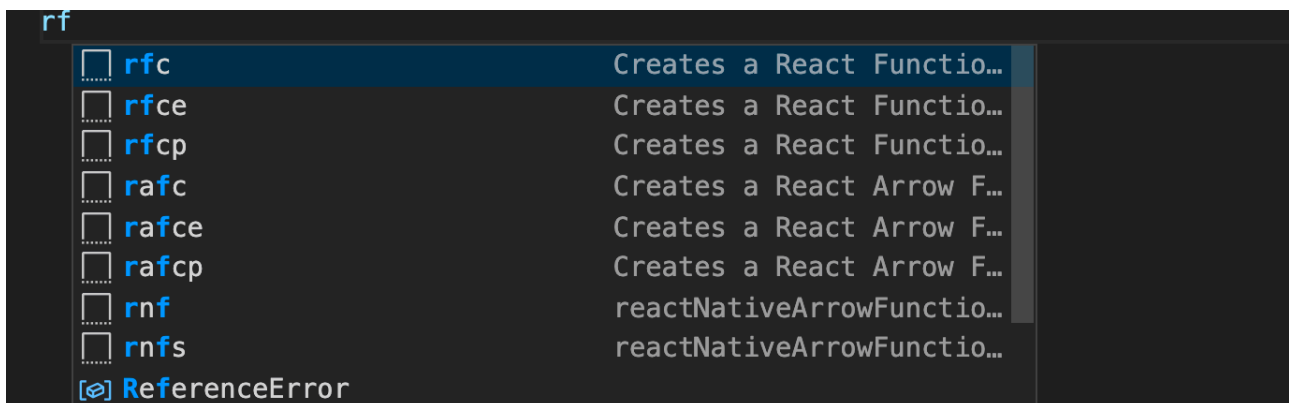 rf
rfc Creates a React Functio…
rfce Creates a React Functio…
rfcp Creates a React Functio…
rafc Creates a React Arrow F…
rafce Creates a React Arrow F…
rafcp Creates a React Arrow F…
rnf reactNativeArrowFunctio…
rnfs reactNativeArrowFunctio…
ReferenceError